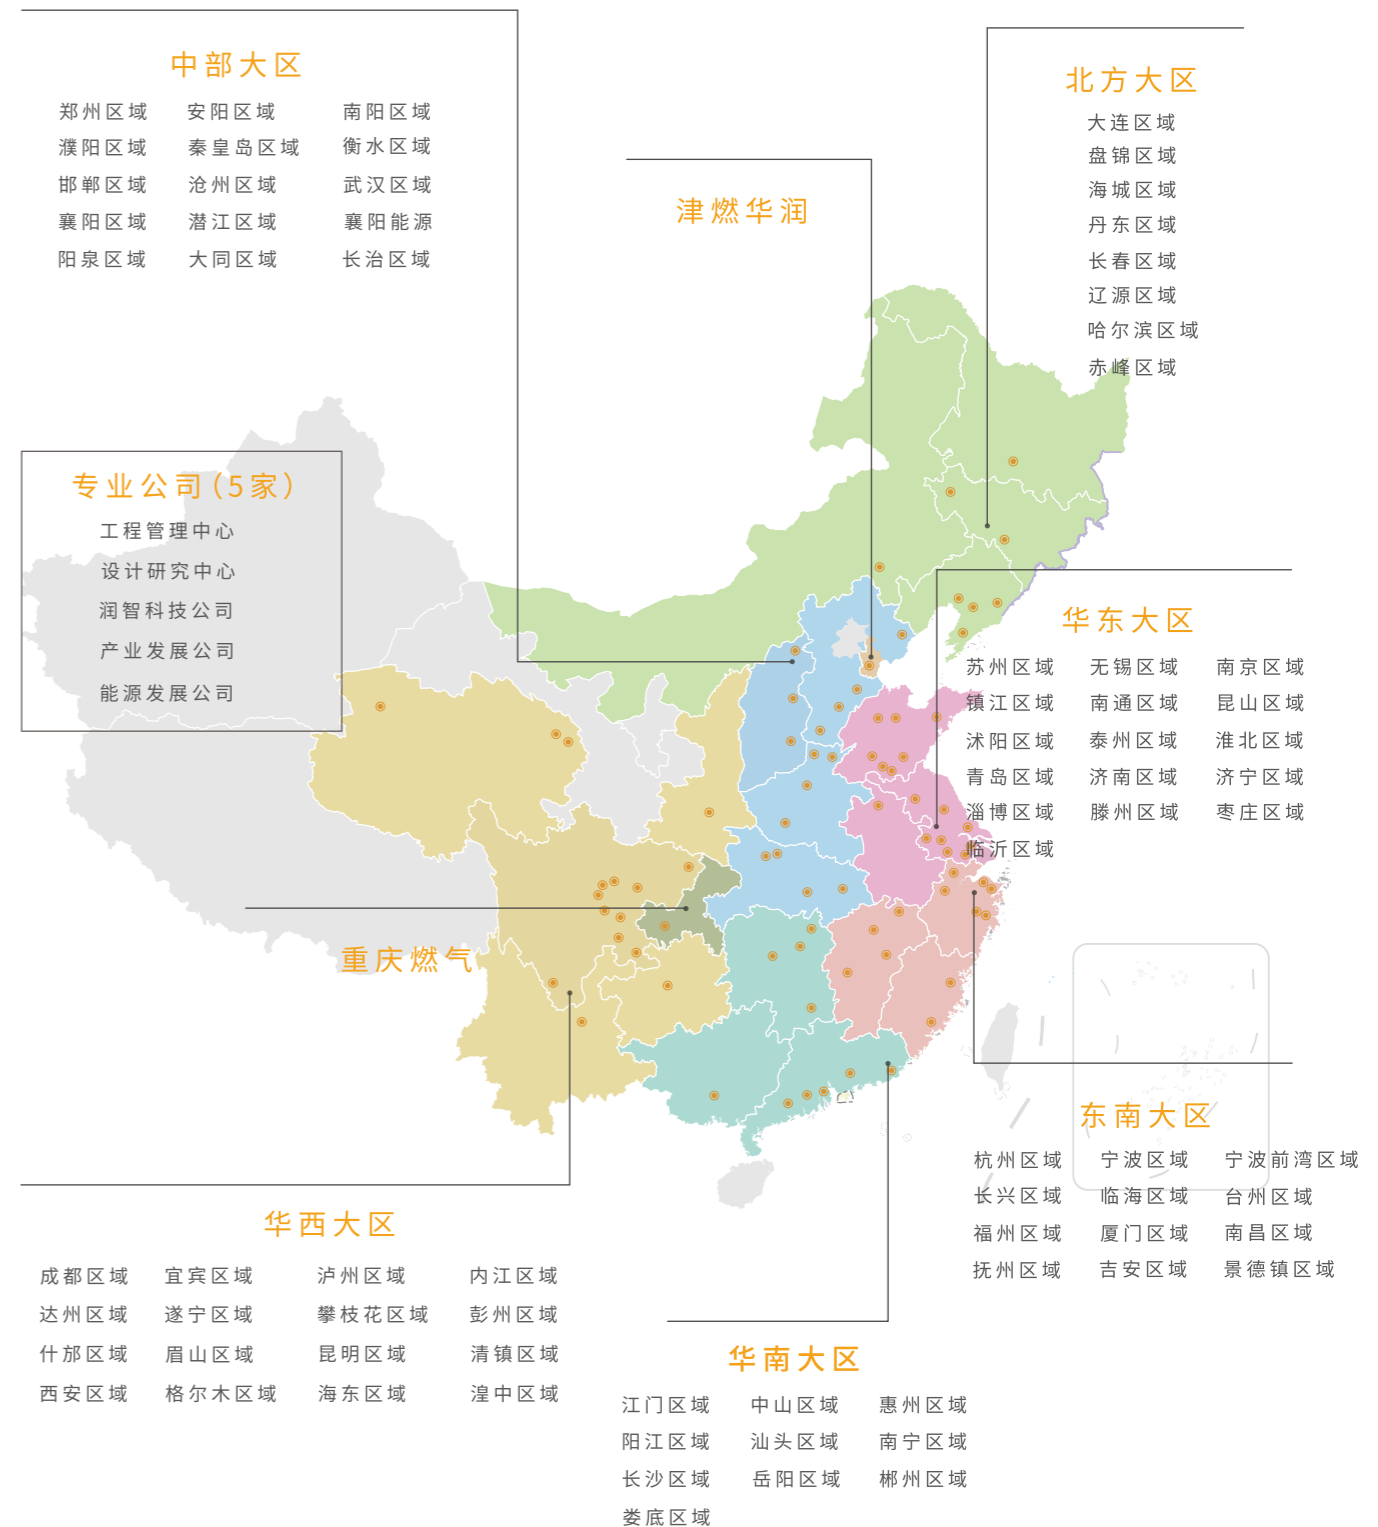 中部大区
郑州区域 安阳区域 南阳区域
濮阳区域 秦皇岛区域 衡水区域
邯郸区域 沧州区域 武汉区域
襄阳区域 潜江区域 襄阳能源
阳泉区域 大同区域 长治区域
津燃华润
北方大区
大连区域
盘锦区域
海城区域
丹东区域
长春区域
辽源区域
哈尔滨区域
赤峰区域
专业公司（5家）
工程管理中心
设计研究中心
润智科技公司
产业发展公司
能源发展公司
华东大区
苏州区域 无锡区域 南京区域
镇江区域 南通区域 昆山区域
沭阳区域 泰州区域 淮北区域
青岛区域 济南区域 济宁区域
淄博区域 滕州区域 枣庄区域
临沂区域
重庆燃气
东南大区
杭州区域 宁波区域 宁波前湾区域
长兴区域 临海区域 台州区域
福州区域 厦门区域 南昌区域
抚州区域 吉安区域 景德镇区域
华西大区
成都区域 宜宾区域 泸州区域 内江区域
达州区域 遂宁区域 攀枝花区域 彭州区域
什邡区域 眉山区域 昆明区域 清镇区域
西安区域 格尔木区域 海东区域 湟中区域
华南大区
江门区域 中山区域 惠州区域
阳江区域 汕头区域 南宁区域
长沙区域 岳阳区域 郴州区域
娄底区域